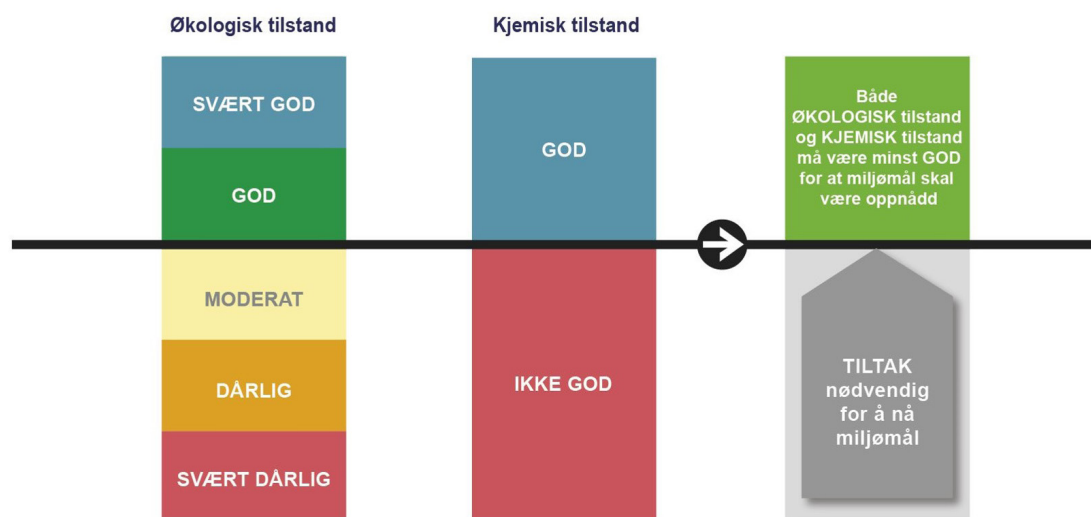 Økologisk tilstand
SVÆRT GOD
GOD
MODERAT
DÅRLIG
SVÆRT DÅRLIG
Kjemisk tilstand
GOD
IKKE GOD
Både
ØKOLOGISK tilstand
og KJEMISK tilstand
må være minst GOD
for at miljømål skal
være oppnådd
TILTAK
nødvendig
for å nå
miljømål